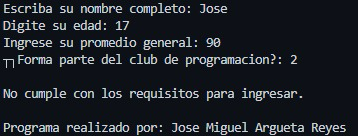 Escriba su nombre completo: Jose
Digite su edad: 17
Ingrese su promedio general: 90
┬┐Forma parte del club de programacion?: 2
No cumple con los requisitos para ingresar.
Programa realizado por: Jose Miguel Argueta Reyes